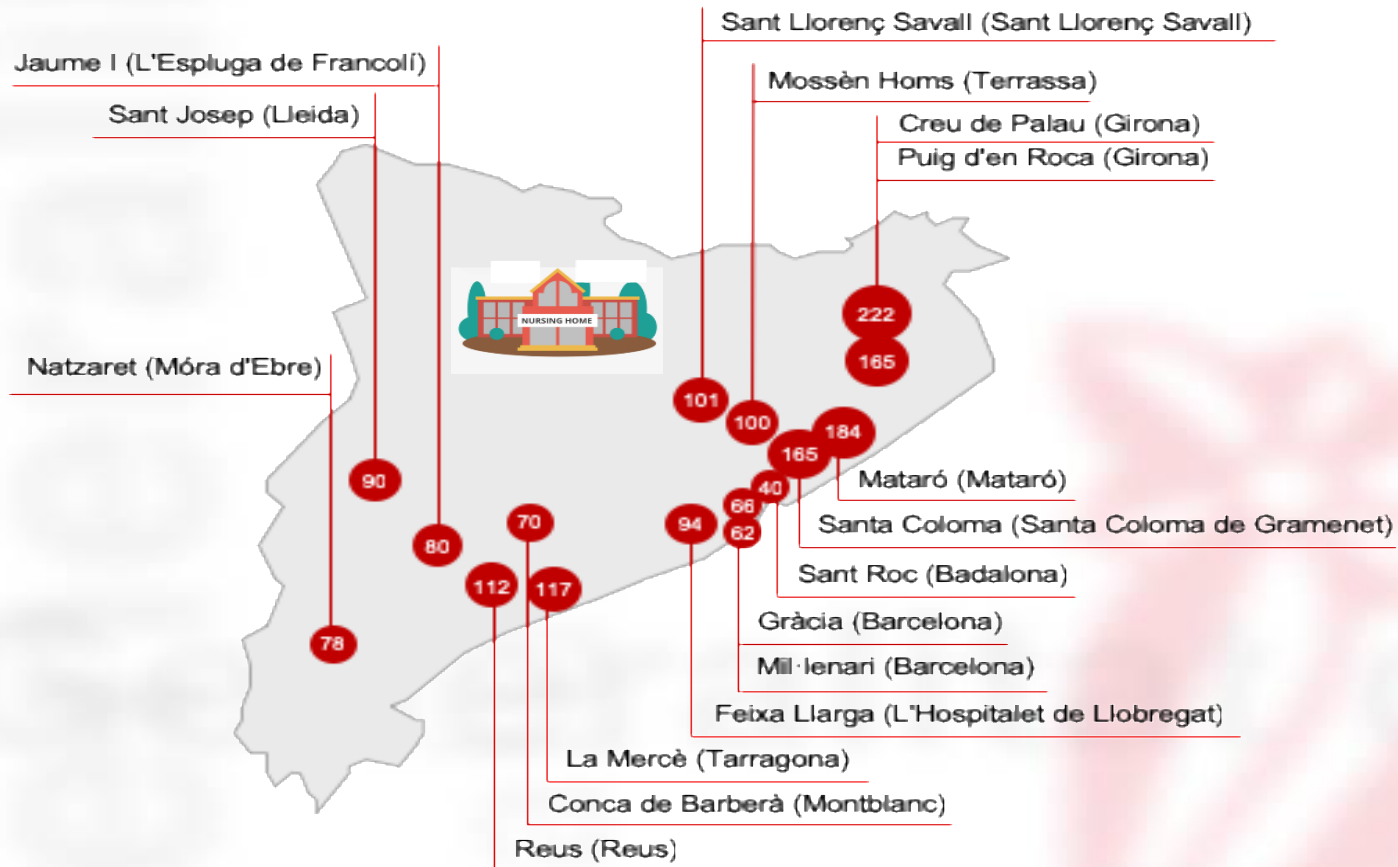 Sant Llorenç Savall (Sant Llorenç Savall)
Jaume I (L'Espluga de Francolí)
Mossèn Homs (Terrassa)
Sant Josep (Lleida)
Creu de Palau (Girona)
Puig d'en Roca (Girona)
NURSING HOME
222
Natzaret (Móra d'Ebre)
165
101
100
184
165
90
40
Mataró (Mataró)
66
70
94
62
Santa Coloma (Santa Coloma de Gramenet)
80
Sant Roc (Badalona)
112
117
Gràcia (Barcelona)
78
Mil·lenari (Barcelona)
Feixa Llarga (L'Hospitalet de Llobregat)
La Mercè (Tarragona)
Conca de Barberà (Montblanc)
Reus (Reus)